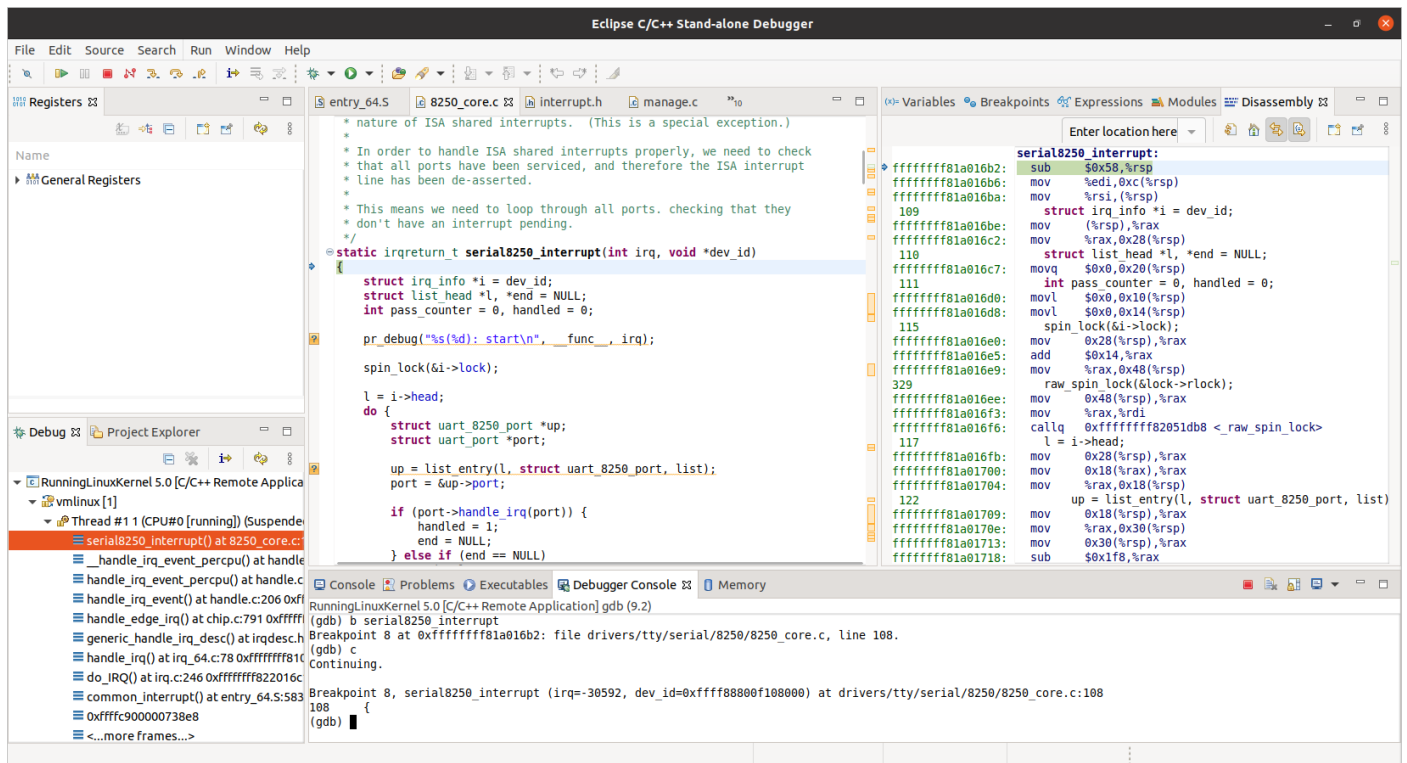 Eclipse C/C++ Stand-alone Debugger
File Edit Source Search Run Window Help
Registers
Name
General Registers
Debug Project Explorer
RunningLinuxKernel 5.0 [C/C++ Remote Applica
vmlinux [1]
Thread #1 1 (CPU#0 [running]) (Suspende
serial8250_interrupt() at 8250_core.c:1
__handle_irq_event_percpu() at handle
handle_irq_event_percpu() at handle.c
handle_irq_event() at handle.c:206 0xff
handle_edge_irq() at chip.c:791 0xfffff
generic_handle_irq_desc() at irqdesc.h
handle_irq() at irq_64.c:78 0xffffffff810
do_IRQ() at irq.c:246 0xffffffff822016c
common_interrupt() at entry_64.S:583
0xffffc900000738e8
<...more frames...>
entry_64.S 8250_core.c interrupt.h manage.c »10
* nature of ISA shared interrupts. (This is a special exception.)
*
* In order to handle ISA shared interrupts properly, we need to check
* that all ports have been serviced, and therefore the ISA interrupt
* line has been de-asserted.
*
* This means we need to loop through all ports. checking that they
* don't have an interrupt pending.
*/
static irqreturn_t serial8250_interrupt(int irq, void *dev_id)
{
struct irq_info *i = dev_id;
struct list_head *l, *end = NULL;
int pass_counter = 0, handled = 0;
pr_debug("%s(%d): start\n", __func__, irq);
spin_lock(&i->lock);
l = i->head;
do {
struct uart_8250_port *up;
struct uart_port *port;
up = list_entry(l, struct uart_8250_port, list);
port = &up->port;
if (port->handle_irq(port)) {
handled = 1;
end = NULL;
} else if (end == NULL)
(x)= Variables Breakpoints Expressions Modules Disassembly
Enter location here
serial8250_interrupt:
ffffffff81a016b2: sub $0x58,%rsp
ffffffff81a016b6: mov %edi,0xc(%rsp)
ffffffff81a016ba: mov %rsi,(%rsp)
109 struct irq_info *i = dev_id;
ffffffff81a016be: mov (%rsp),%rax
ffffffff81a016c2: mov %rax,0x28(%rsp)
110 struct list_head *l, *end = NULL;
ffffffff81a016c7: movq $0x0,0x20(%rsp)
111 int pass_counter = 0, handled = 0;
ffffffff81a016d0: movl $0x0,0x10(%rsp)
ffffffff81a016d8: movl $0x0,0x14(%rsp)
115 spin_lock(&i->lock);
ffffffff81a016e0: mov 0x28(%rsp),%rax
ffffffff81a016e5: add $0x14,%rax
ffffffff81a016e9: mov %rax,0x48(%rsp)
329 raw_spin_lock(&lock->rlock);
ffffffff81a016ee: mov 0x48(%rsp),%rax
ffffffff81a016f3: mov %rax,%rdi
ffffffff81a016f6: callq 0xffffffff82051db8 <_raw_spin_lock>
117 l = i->head;
ffffffff81a016fb: mov 0x28(%rsp),%rax
ffffffff81a01700: mov 0x18(%rax),%rax
ffffffff81a01704: mov %rax,0x18(%rsp)
122 up = list_entry(l, struct uart_8250_port, list)
ffffffff81a01709: mov 0x18(%rsp),%rax
ffffffff81a0170e: mov %rax,0x30(%rsp)
ffffffff81a01713: mov 0x30(%rsp),%rax
ffffffff81a01718: sub $0x1f8,%rax
Console Problems Executables Debugger Console Memory
RunningLinuxKernel 5.0 [C/C++ Remote Application] gdb (9.2)
(gdb) b serial8250_interrupt
Breakpoint 8 at 0xffffffff81a016b2: file drivers/tty/serial/8250/8250_core.c, line 108.
(gdb) c
Continuing.
Breakpoint 8, serial8250_interrupt (irq=-30592, dev_id=0xffff88800f108000) at drivers/tty/serial/8250/8250_core.c:108
108 {
(gdb)